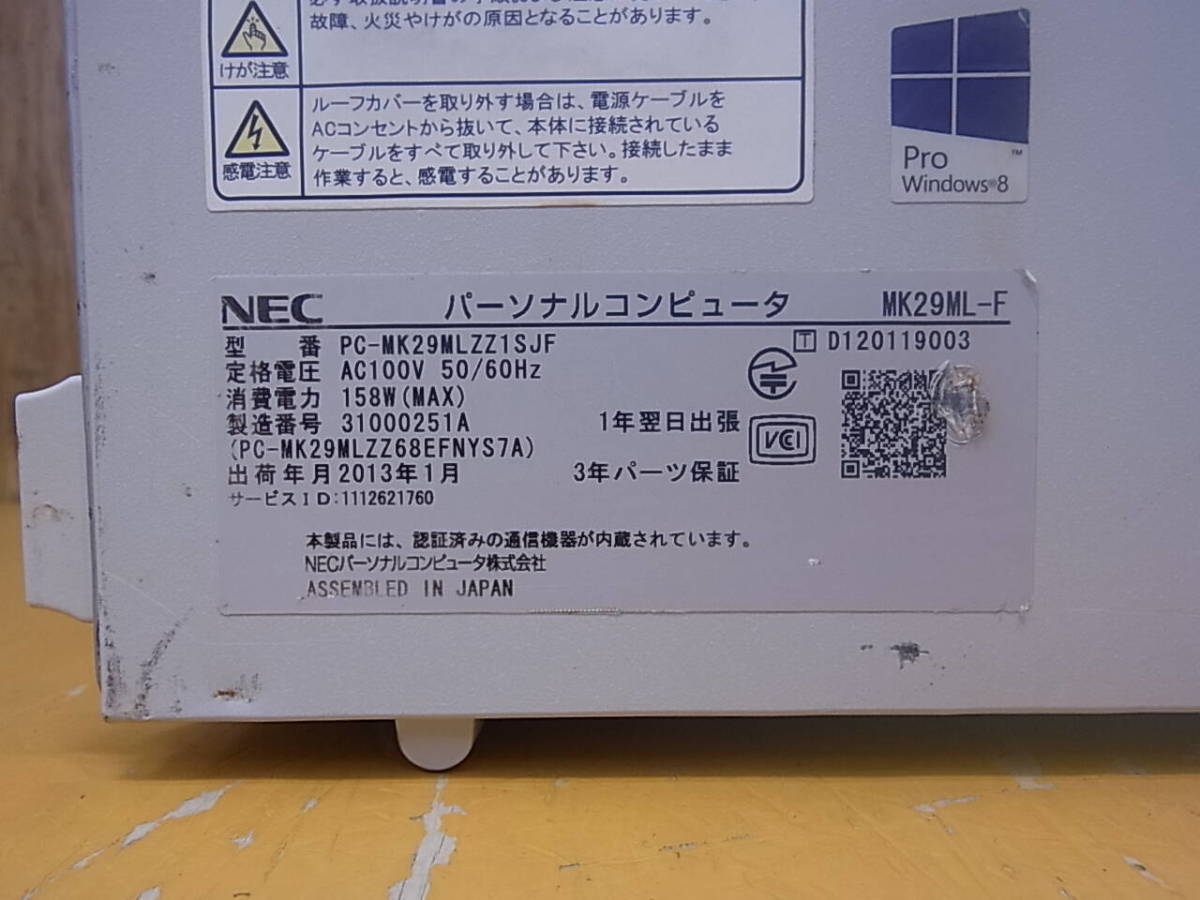 故障、火災やけがの原因となることがあります。
けが注意
ルーフカバーを取り外す場合は、電源ケーブルを
ACコンセントから抜いて、本体に接続されている
ケーブルをすべて取り外して下さい。接続したまま
作業すると、感電することがあります。
感電注意
Pro ™
Windows®8
NEC パーソナルコンピュータ MK29ML-F
型 番 PC-MK29MLZZ1SJF
T D120119003
定格電圧 AC100V 50/60Hz
消費電力 158W(MAX)
製造番号 31000251A
1年翌日出張
VCCI
(PC-MK29MLZZ68EFNYS7A)
出荷年月 2013年1月
3年パーツ保証
サービスID:1112621760
本製品には、認証済みの通信機器が内蔵されています。
NECパーソナルコンピュータ株式会社
ASSEMBLED IN JAPAN